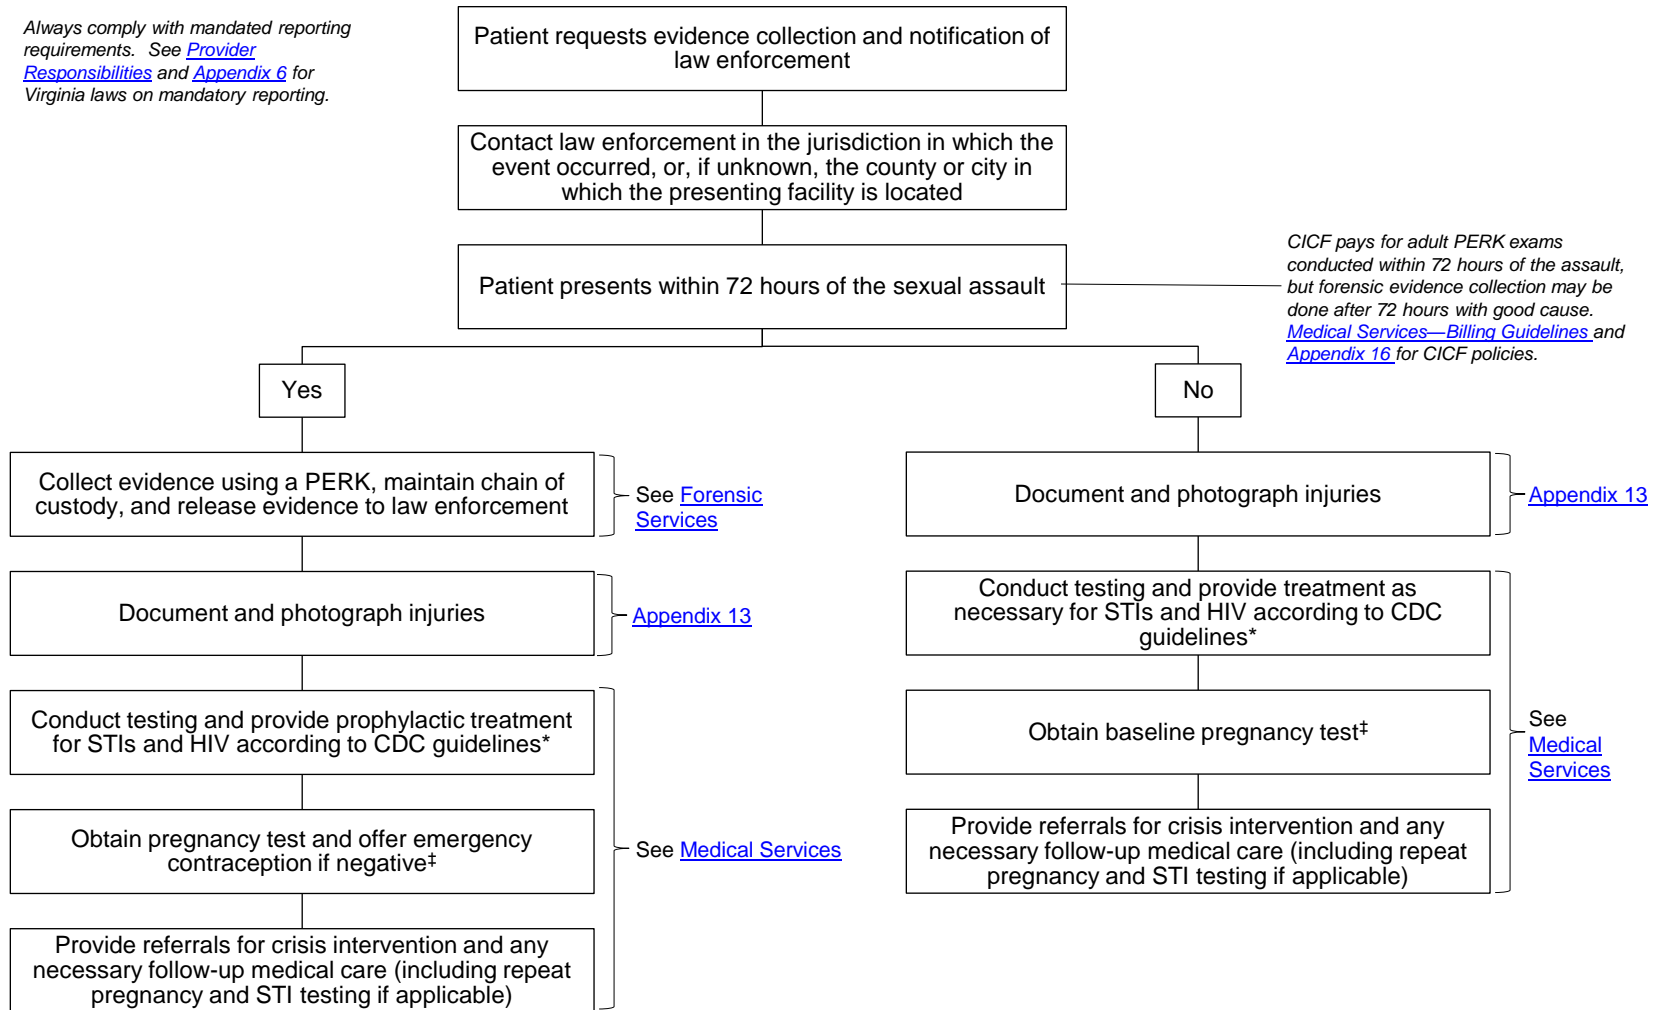 Always comply with mandated reporting
requirements. See Provider
Responsibilities and Appendix 6 for
Virginia laws on mandatory reporting.
Patient requests evidence collection and notification of
law enforcement
Contact law enforcement in the jurisdiction in which the
event occurred, or, if unknown, the county or city in
which the presenting facility is located
Patient presents within 72 hours of the sexual assault
CICF pays for adult PERK exams
conducted within 72 hours of the assault,
but forensic evidence collection may be
done after 72 hours with good cause.
Medical Services—Billing Guidelines and
Appendix 16 for CICF policies.
Yes
Collect evidence using a PERK, maintain chain of
custody, and release evidence to law enforcement
See Forensic
Services
Document and photograph injuries
Appendix 13
Conduct testing and provide prophylactic treatment
for STIs and HIV according to CDC guidelines*
Obtain pregnancy test and offer emergency
contraception if negative‡
Provide referrals for crisis intervention and any
necessary follow-up medical care (including repeat
pregnancy and STI testing if applicable)
See Medical Services
No
Document and photograph injuries
Appendix 13
Conduct testing and provide treatment as
necessary for STIs and HIV according to CDC
guidelines*
Obtain baseline pregnancy test‡
Provide referrals for crisis intervention and any
necessary follow-up medical care (including repeat
pregnancy and STI testing if applicable)
See
Medical
Services